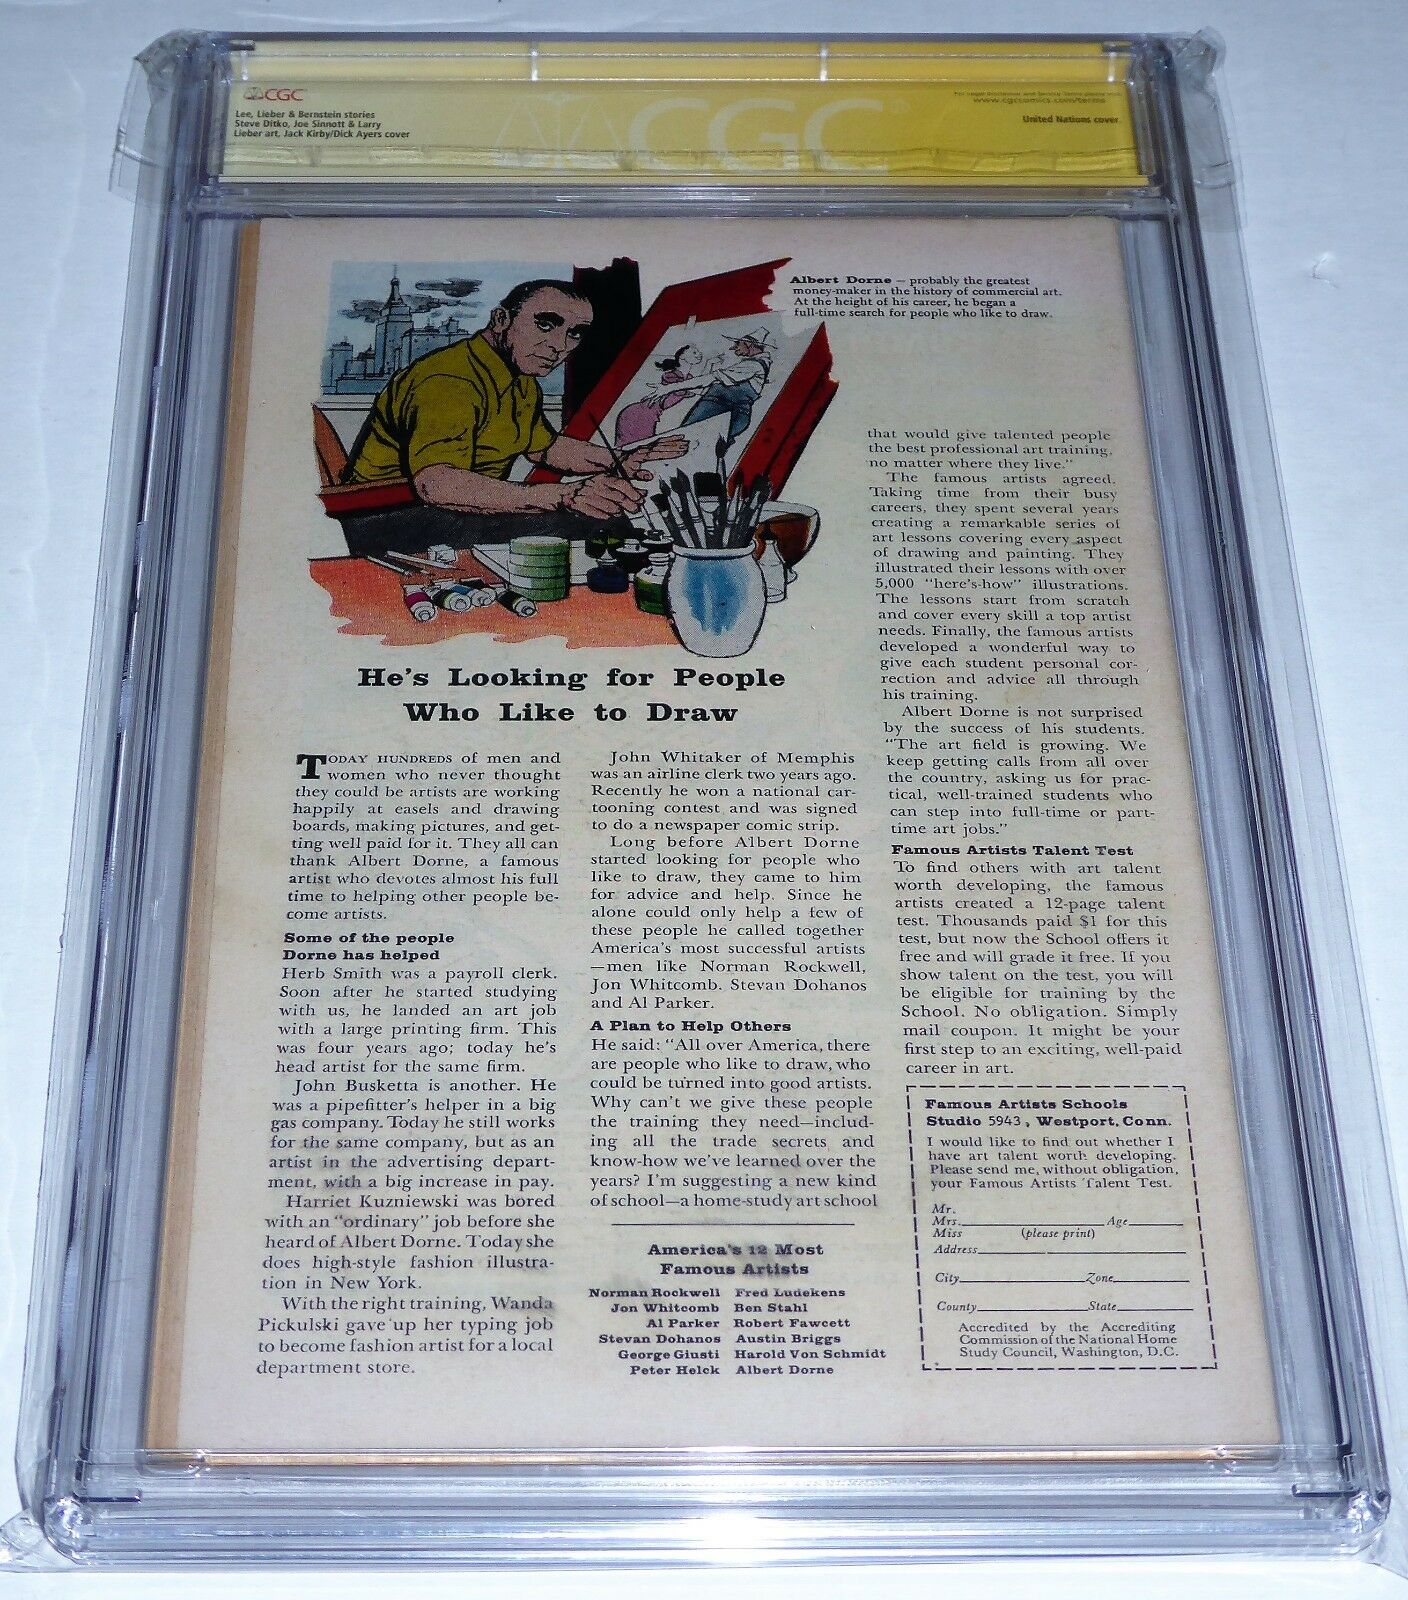 CGC
Lee, Lieber & Bernstein stories
Steve Ditko, Joe Sinnott & Larry
Lieber art, Jack Kirby/Dick Ayers cover
www.cgccomics.com/terms
United Nations cover.
CGC
Albert Dorne — probably the greatest
money-maker in the history of commercial art.
At the height of his career, he began a
full-time search for people who like to draw.
He's Looking for People
Who Like to Draw
TODAY HUNDREDS of men and
women who never thought
they could be artists are working
happily at easels and drawing
boards, making pictures, and get-
ting well paid for it. They all can
thank Albert Dorne, a famous
artist who devotes almost his full
time to helping other people be-
come artists.
Some of the people
Dorne has helped
Herb Smith was a payroll clerk.
Soon after he started studying
with us, he landed an art job
with a large printing firm. This
was four years ago; today he's
head artist for the same firm.
John Busketta is another. He
was a pipefitter's helper in a big
gas company. Today he still works
for the same company, but as an
artist in the advertising depart-
ment, with a big increase in pay.
Harriet Kuzniewski was bored
with an "ordinary" job before she
heard of Albert Dorne. Today she
does high-style fashion illustra-
tion in New York.
With the right training, Wanda
Pickulski gave up her typing job
to become fashion artist for a local
department store.
John Whitaker of Memphis
was an airline clerk two years ago.
Recently he won a national car-
tooning contest and was signed
to do a newspaper comic strip.
Long before Albert Dorne
started looking for people who
like to draw, they came to him
for advice and help. Since he
alone could only help a few of
these people he called together
America's most successful artists
—men like Norman Rockwell,
Jon Whitcomb, Stevan Dohanos
and Al Parker.
A Plan to Help Others
He said: "All over America, there
are people who like to draw, who
could be turned into good artists.
Why can't we give these people
the training they need—includ-
ing all the trade secrets and
know-how we've learned over the
years? I'm suggesting a new kind
of school—a home-study art school
that would give talented people
the best professional art training,
no matter where they live."
The famous artists agreed.
Taking time from their busy
careers, they spent several years
creating a remarkable series of
art lessons covering every aspect
of drawing and painting. They
illustrated their lessons with over
5,000 "here's-how" illustrations.
The lessons start from scratch
and cover every skill a top artist
needs. Finally, the famous artists
developed a wonderful way to
give each student personal cor-
rection and advice all through
his training.
Albert Dorne is not surprised
by the success of his students.
"The art field is growing. We
keep getting calls from all over
the country, asking us for prac-
tical, well-trained students who
can step into full-time or part-
time art jobs."
Famous Artists Talent Test
To find others with art talent
worth developing, the famous
artists created a 12-page talent
test. Thousands paid $1 for this
test, but now the School offers it
free and will grade it free. If you
show talent on the test, you will
be eligible for training by the
School. No obligation. Simply
mail coupon. It might be your
first step to an exciting, well-paid
career in art.
America's 12 Most
Famous Artists
Norman Rockwell Fred Ludekens
Jon Whitcomb Ben Stahl
Al Parker Robert Fawcett
Stevan Dohanos Austin Briggs
George Giusti Harold Von Schmidt
Peter Helck Albert Dorne
Famous Artists Schools
Studio 5943, Westport, Conn.
I would like to find out whether I
have art talent worth developing.
Please send me, without obligation,
your Famous Artists Talent Test.
Mr.
Mrs. Age
Miss (please print)
Address
City Zone
County State
Accredited by the Accrediting
Commission of the National Home
Study Council, Washington, D.C.